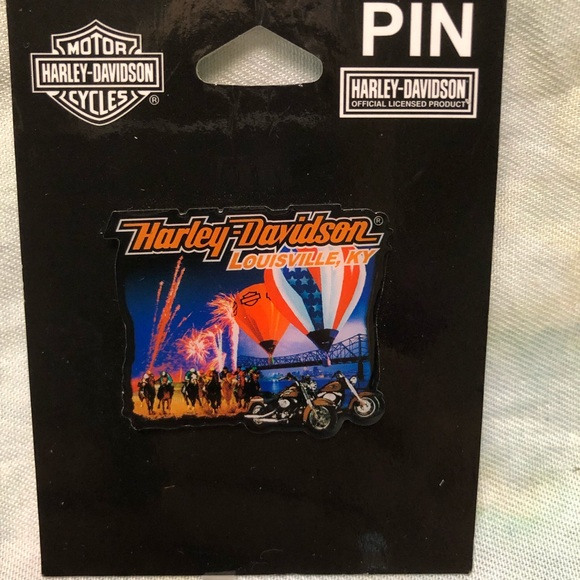 MOTOR
HARLEY-DAVIDSON
CYCLES ®
PIN
HARLEY-DAVIDSON
OFFICIAL LICENSED PRODUCT®
Harley-Davidson ®
LOUISVILLE, KY